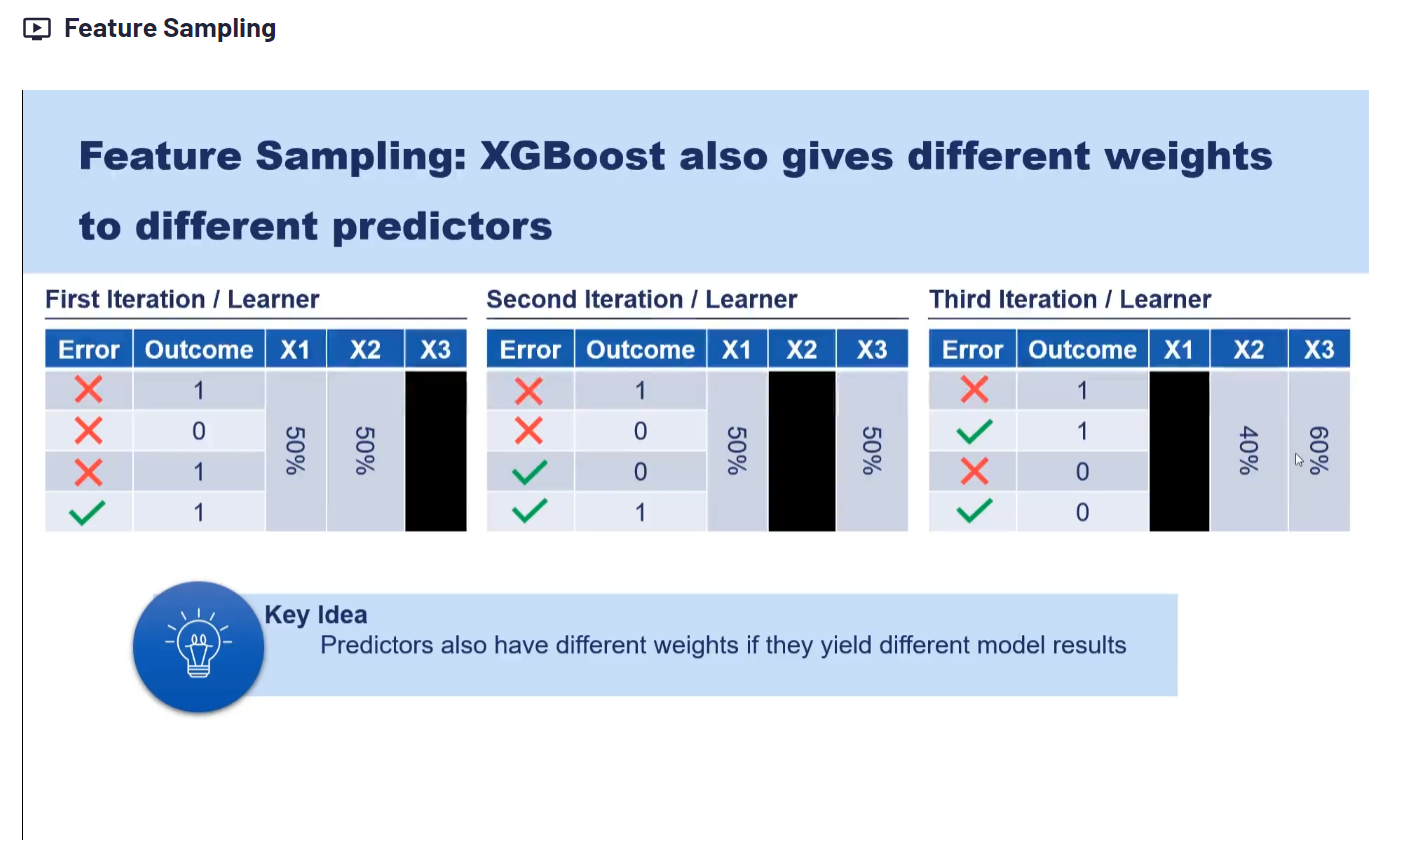 Feature Sampling
Feature Sampling: XGBoost also gives different weights
to different predictors
First Iteration / Learner
Error Outcome X1 X2 X3
1
0
1
1
50%
50%
Second Iteration / Learner
Error Outcome X1 X2 X3
1
0
0
1
50%
50%
Third Iteration / Learner
Error Outcome X1 X2 X3
1
1
0
0
40%
60%
Key Idea
Predictors also have different weights if they yield different model results